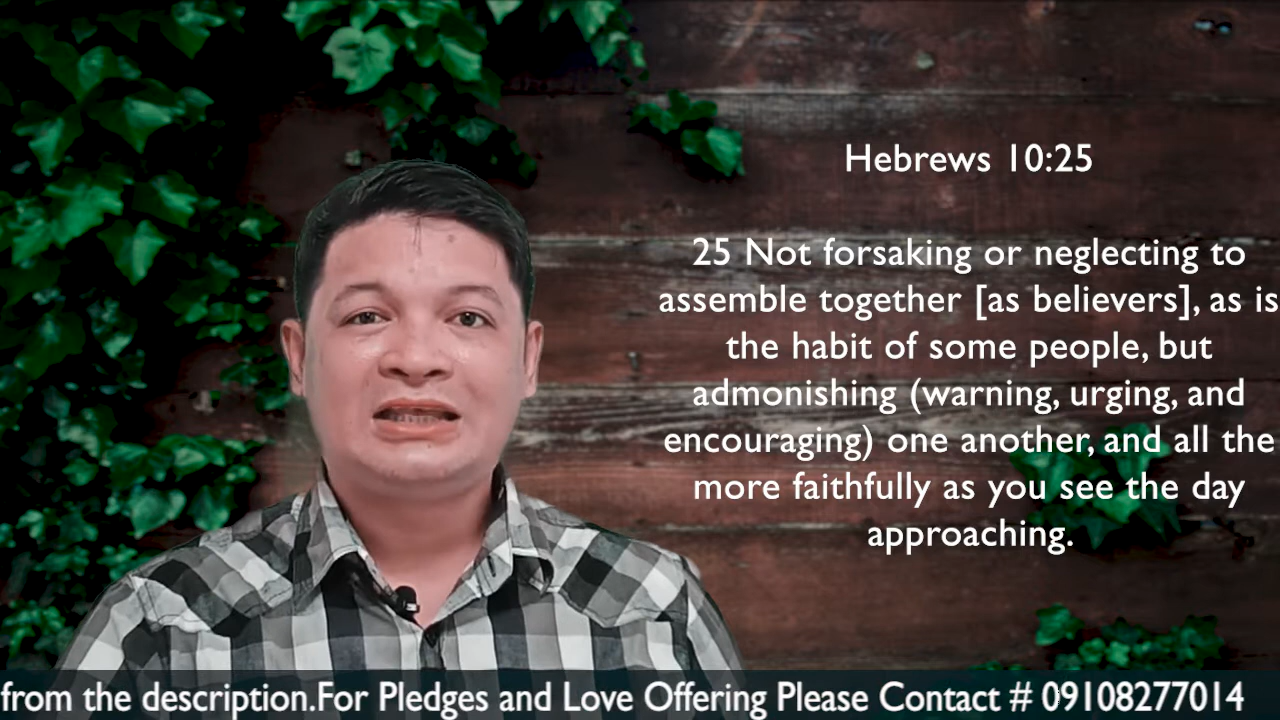 Hebrews 10:25
25 Not forsaking or neglecting to
assemble together [as believers], as is
the habit of some people, but
admonishing (warning, urging, and
encouraging) one another, and all the
more faithfully as you see the day
approaching.
from the description.For Pledges and Love Offering Please Contact # 09108277014